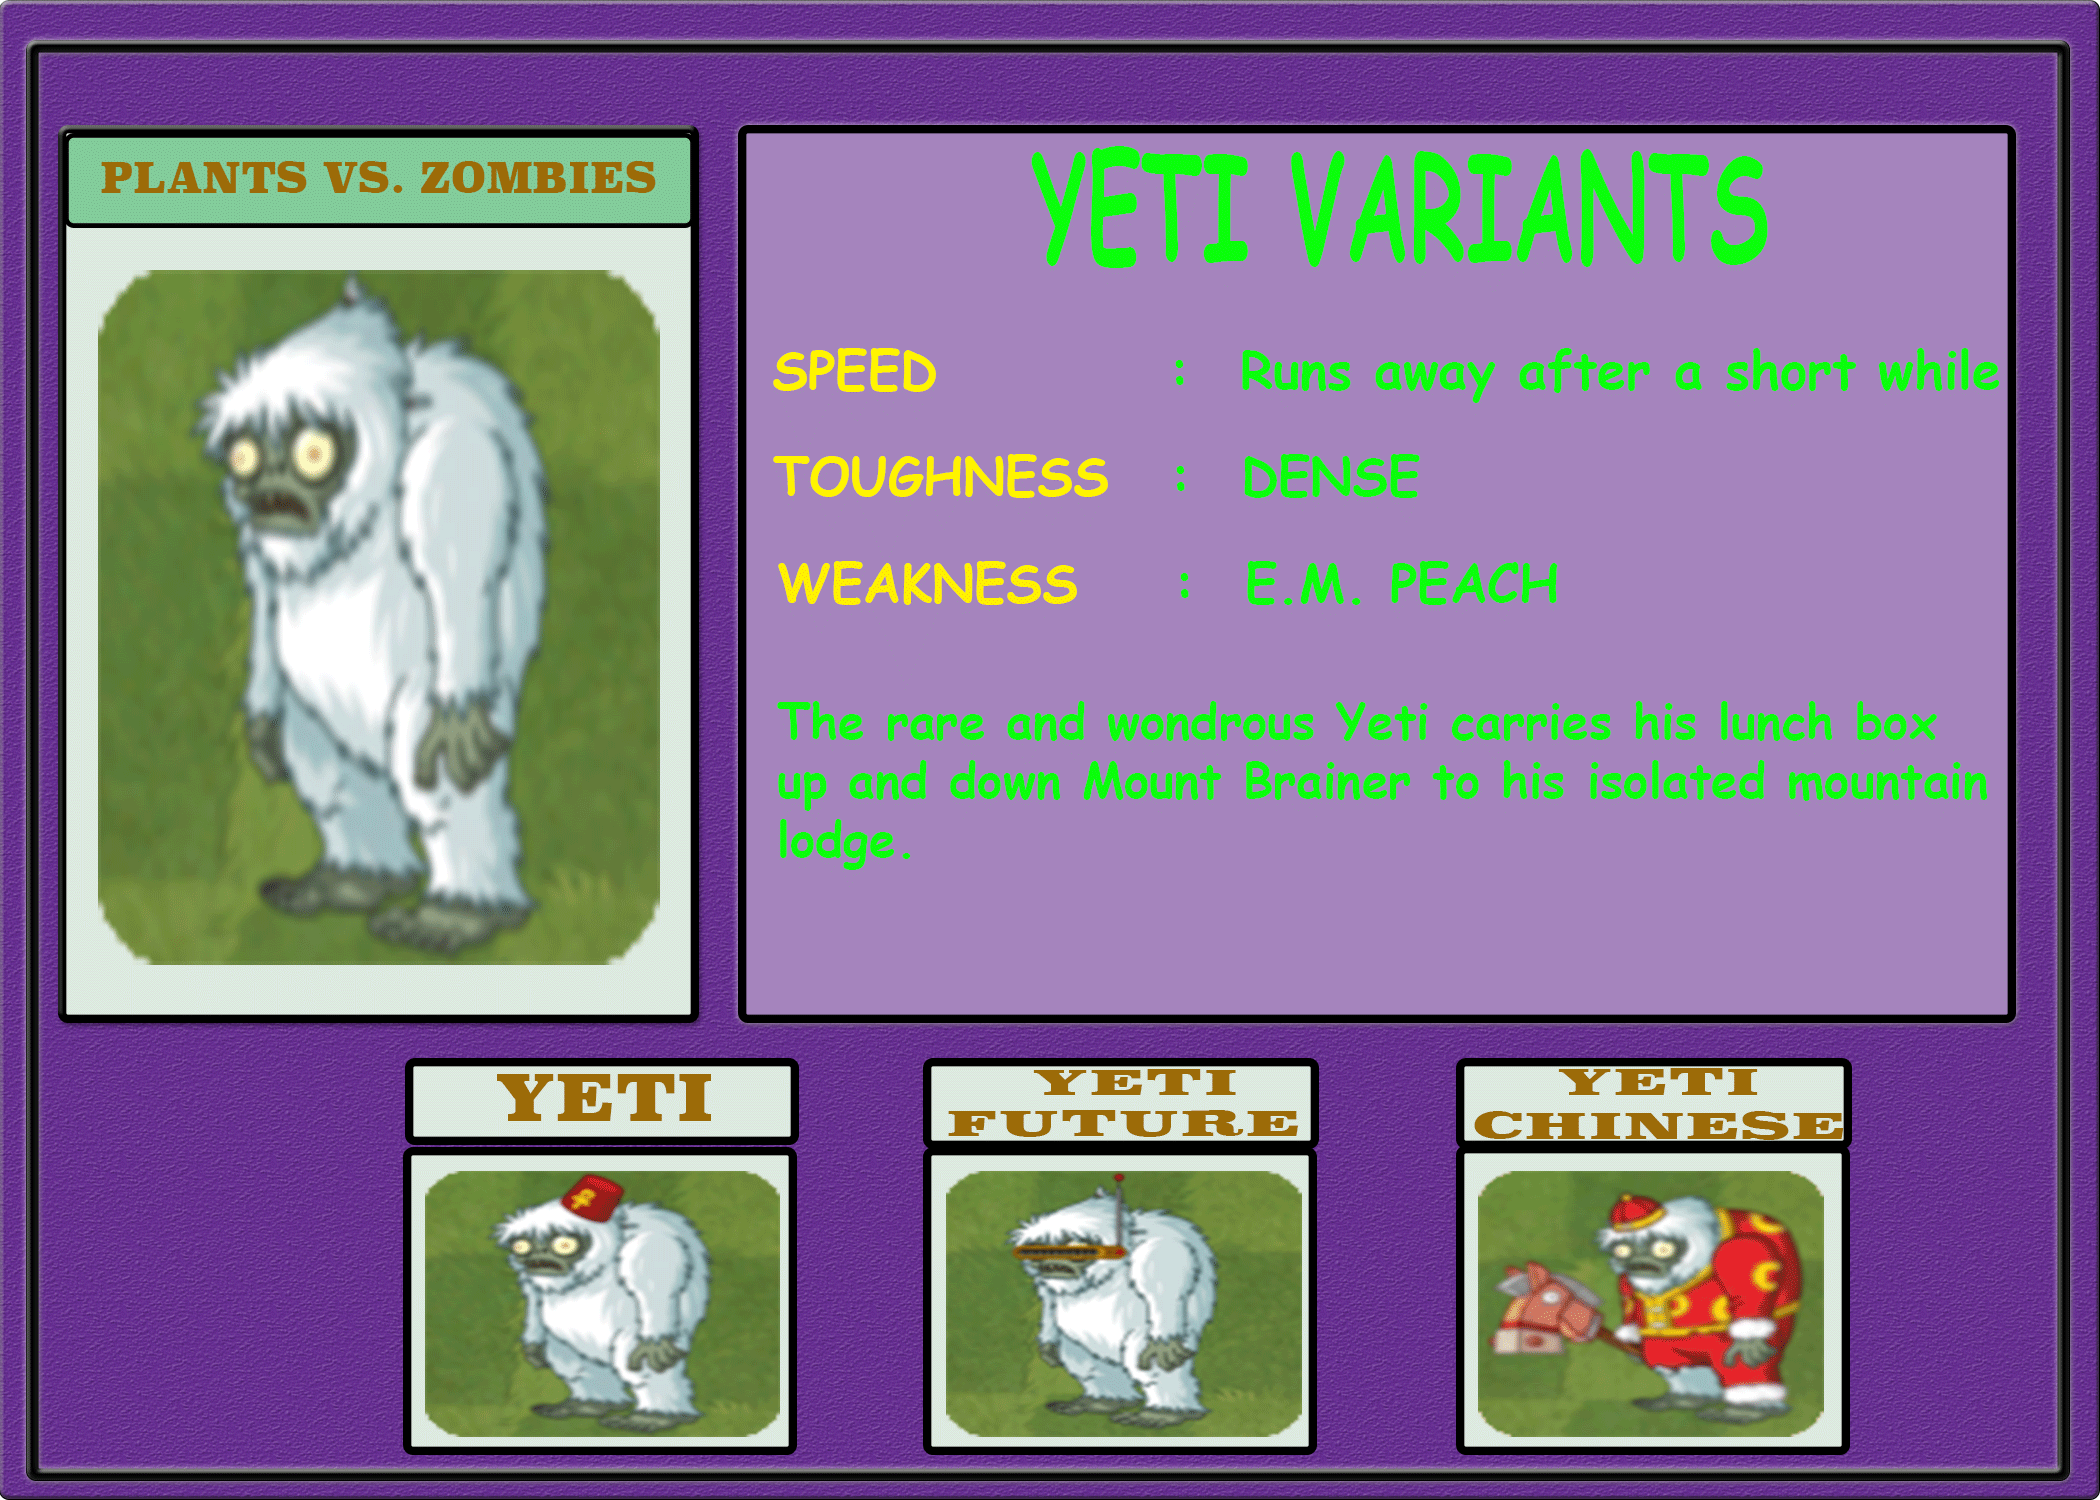 PLANTS VS. ZOMBIES
YETI VARIANTS
SPEED : Runs away after a short while
TOUGHNESS : DENSE
WEAKNESS : E.M. PEACH
The rare and wondrous Yeti carries his lunch box
up and down Mount Brainer to his isolated mountain
lodge.
YETI
YETI
FUTURE
YETI
CHINESE